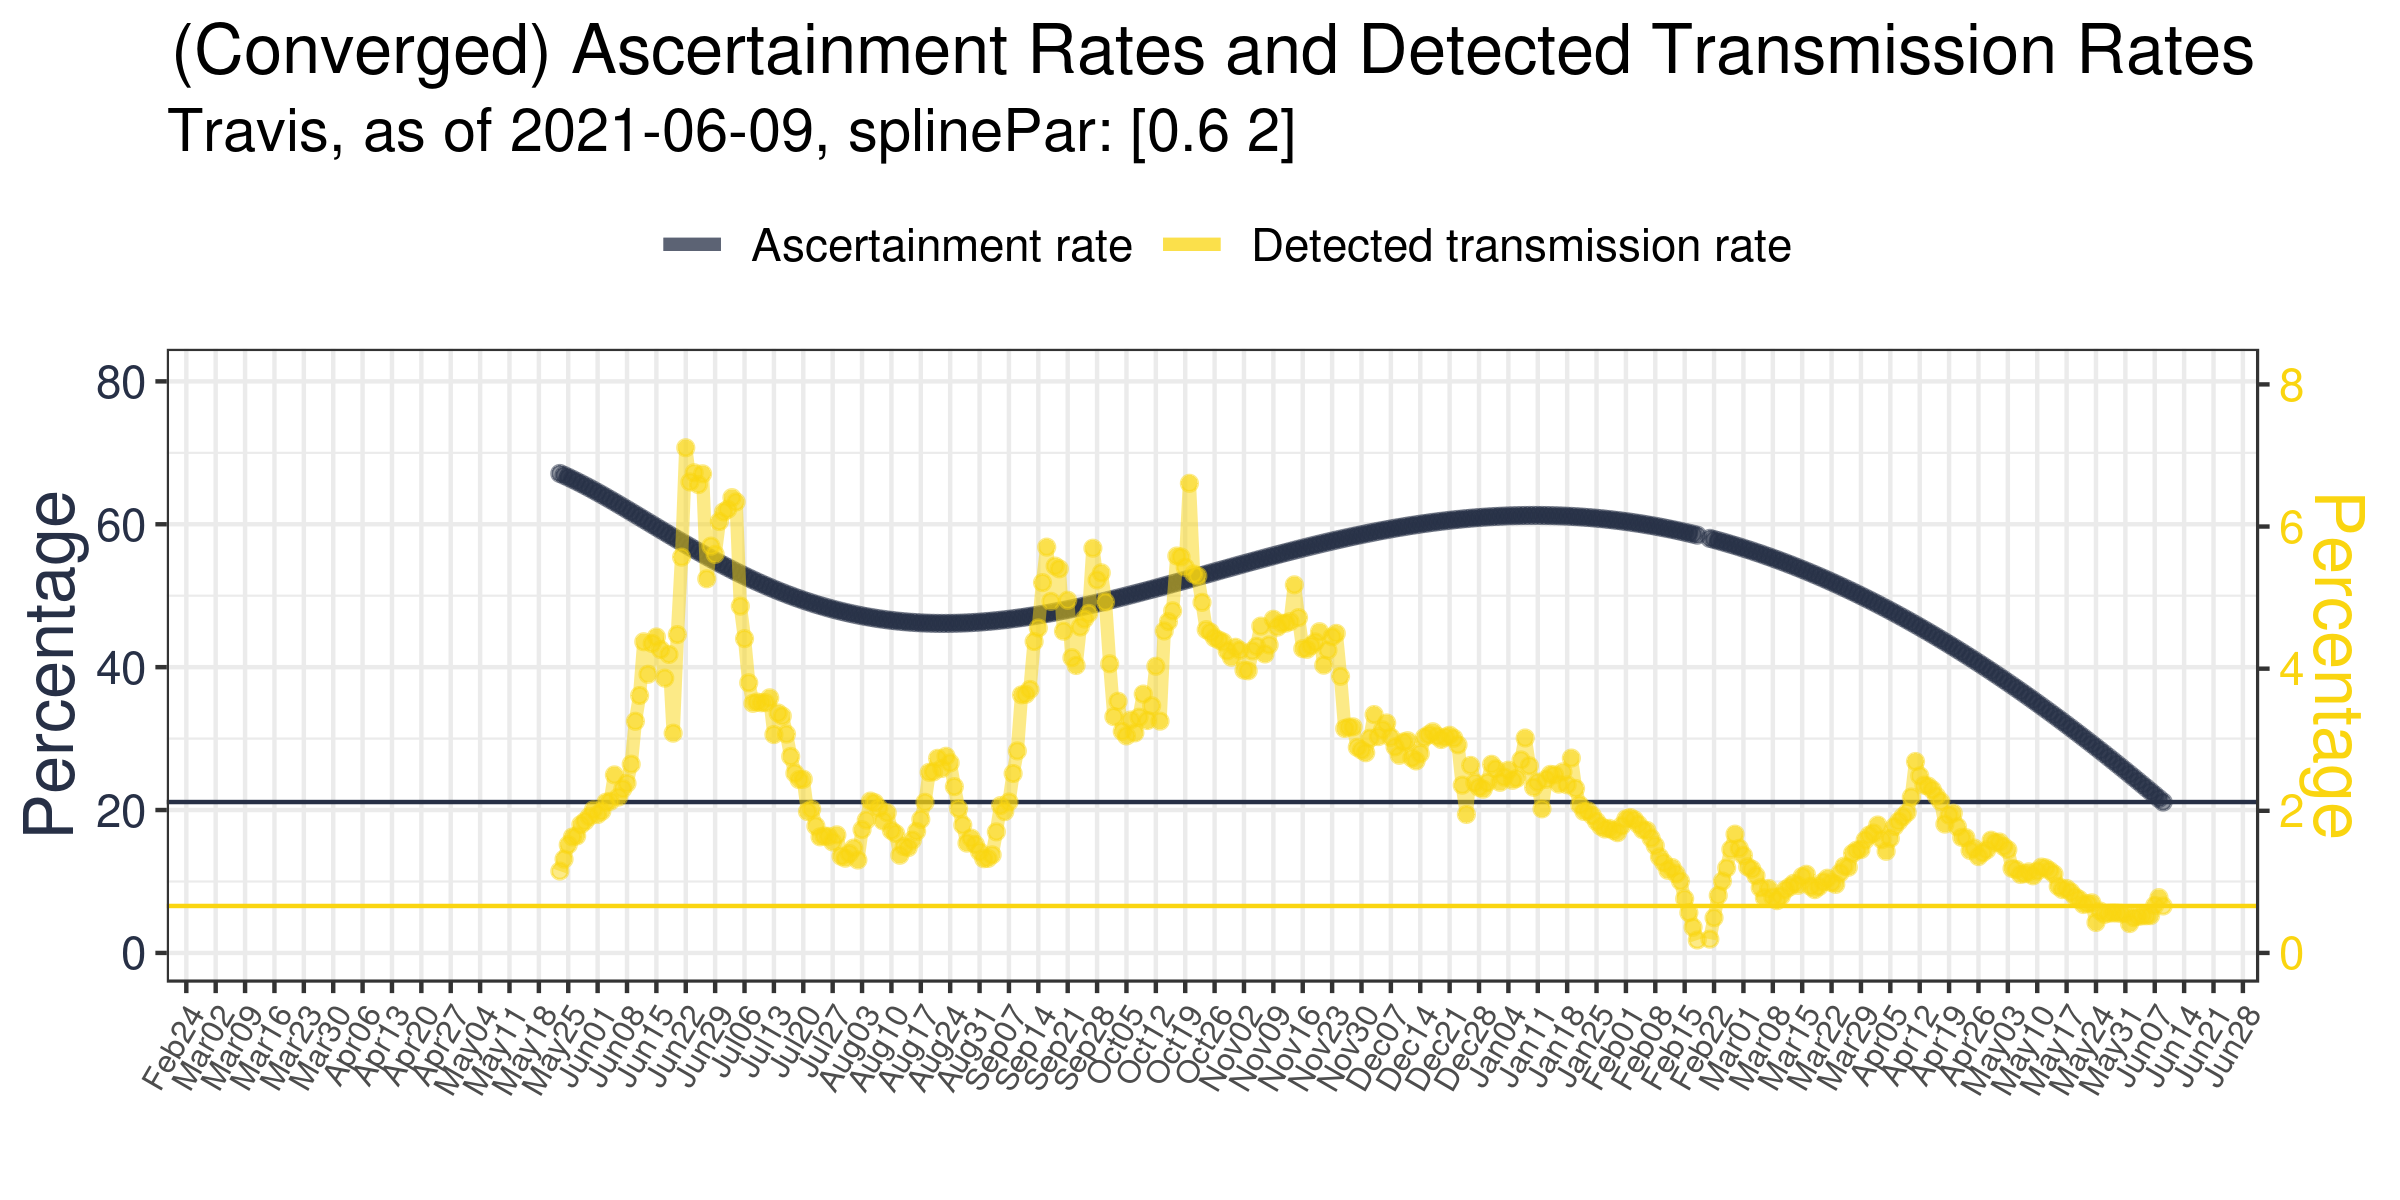 (Converged) Ascertainment Rates and Detected Transmission Rates
Travis, as of 2021-06-09, splinePar: [0.6 2]
Ascertainment rate
Detected transmission rate
Percentage
80
60
40
20
0
8
6
4
2
0
Percentage
Feb24
Mar02
Mar09
Mar16
Mar23
Mar30
Apr06
Apr13
Apr20
Apr27
May04
May11
May18
May25
Jun01
Jun08
Jun15
Jun22
Jun29
Jul06
Jul13
Jul20
Jul27
Aug03
Aug10
Aug17
Aug24
Aug31
Sep07
Sep14
Sep21
Sep28
Oct05
Oct12
Oct19
Oct26
Nov02
Nov09
Nov16
Nov23
Nov30
Dec07
Dec14
Dec21
Dec28
Jan04
Jan11
Jan18
Jan25
Feb01
Feb08
Feb15
Feb22
Mar01
Mar08
Mar15
Mar22
Mar29
Apr05
Apr12
Apr19
Apr26
May03
May10
May17
May24
May31
Jun07
Jun14
Jun21
Jun28